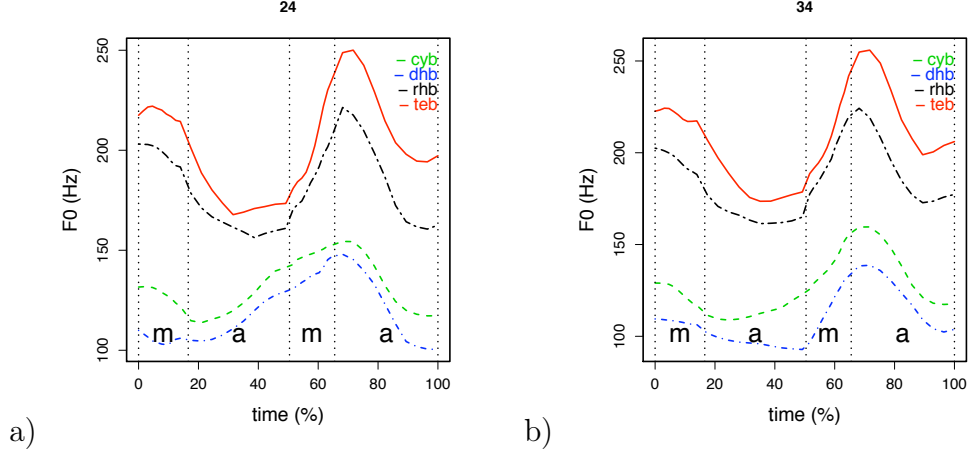 24
250
200
150
100
F0 (Hz)
– cyb
– dhb
– rhb
– teb
m a m a
0 20 40 60 80 100
time (%)
a)
34
250
200
150
100
F0 (Hz)
– cyb
– dhb
– rhb
– teb
m a m a
0 20 40 60 80 100
time (%)
b)